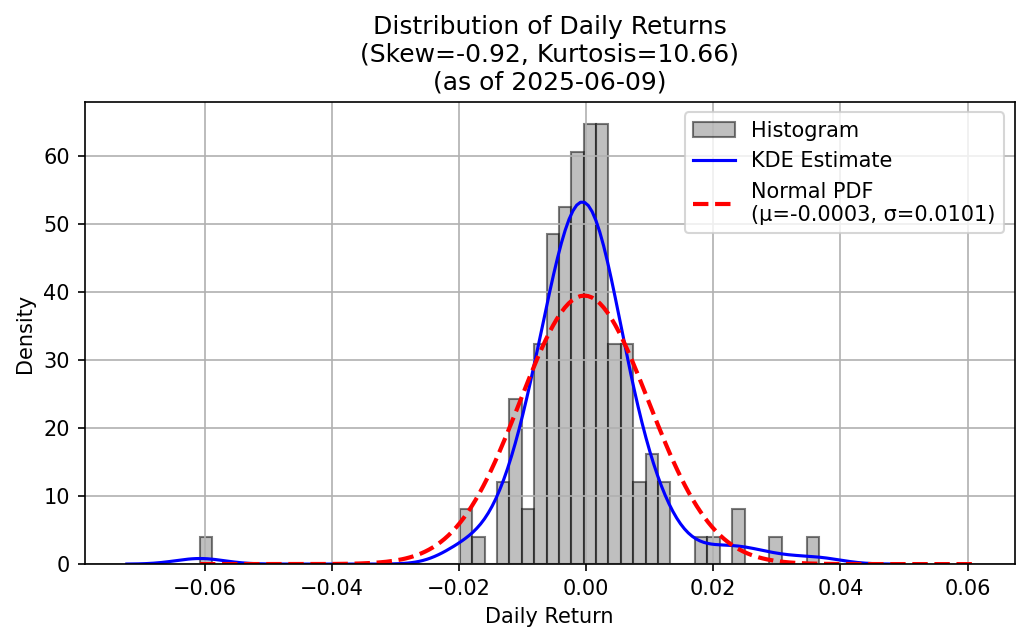 Distribution of Daily Returns
(Skew=-0.92, Kurtosis=10.66)
(as of 2025-06-09)
Histogram
KDE Estimate
Normal PDF
(μ=-0.0003, σ=0.0101)
Density
60
50
40
30
20
10
0
−0.06
−0.04
−0.02
0.00
0.02
0.04
0.06
Daily Return